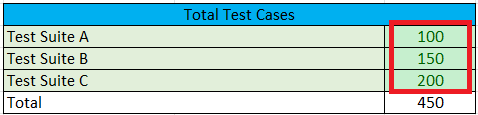 Total Test Cases
Test Suite A 100
Test Suite B 150
Test Suite C 200
Total 450